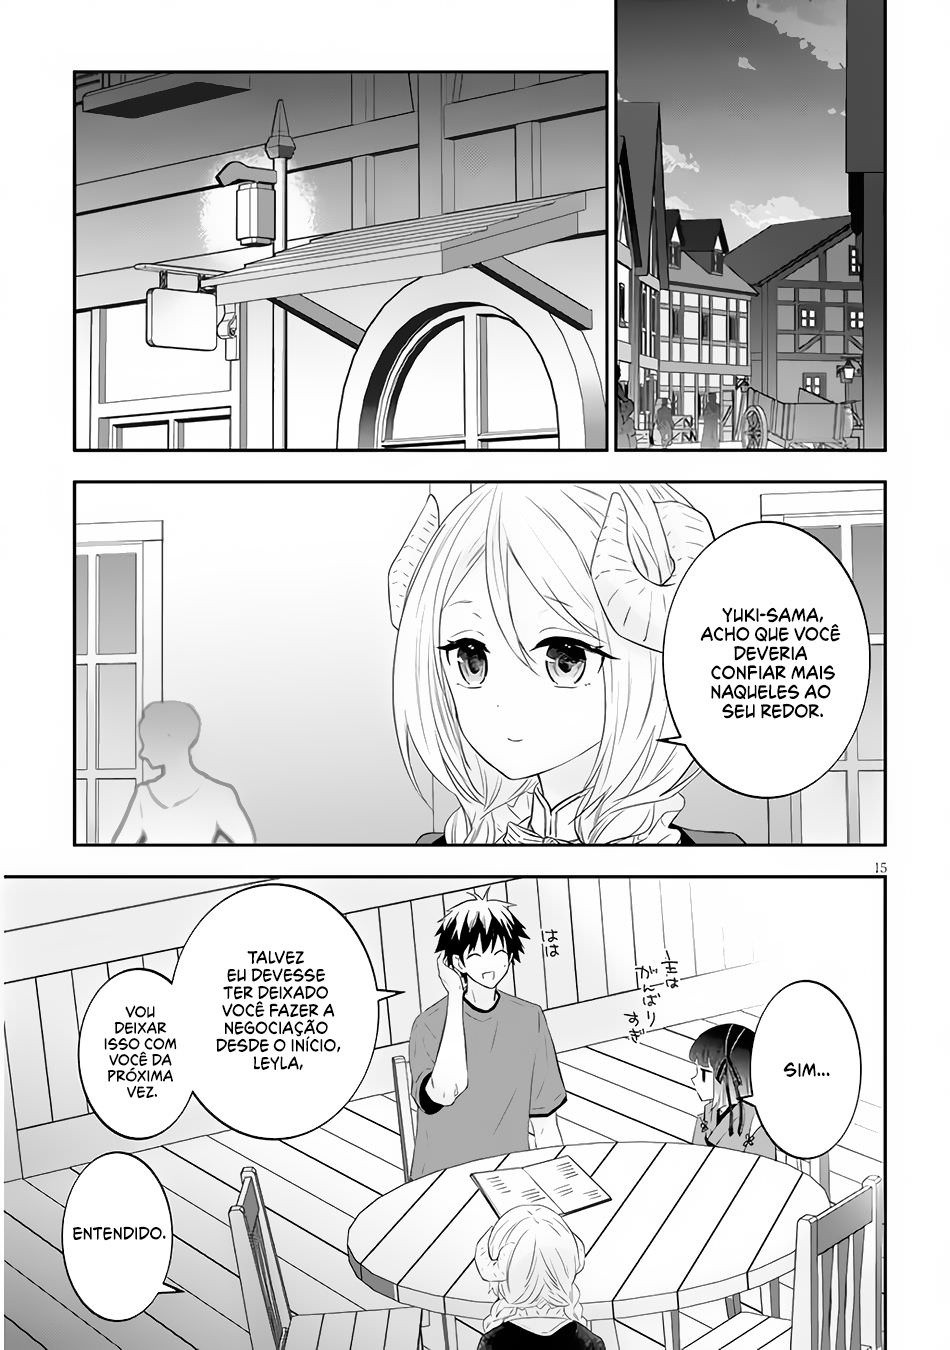 YUKI-SAMA,
ACHO QUE VOCÊ
DEVERIA
CONFIAR MAIS
NAQUELES AO
SEU REDOR.
15
SIM...
主は
がんばり
すぎ
はは
TALVEZ
EU DEVESSE
TER DEIXADO
VOCÊ FAZER A
NEGOCIAÇÃO
DESDE O INÍCIO,
LEYLA,
VOU
DEIXAR
ISSO COM
VOCÊ DA
PRÓXIMA
VEZ.
ENTENDIDO.